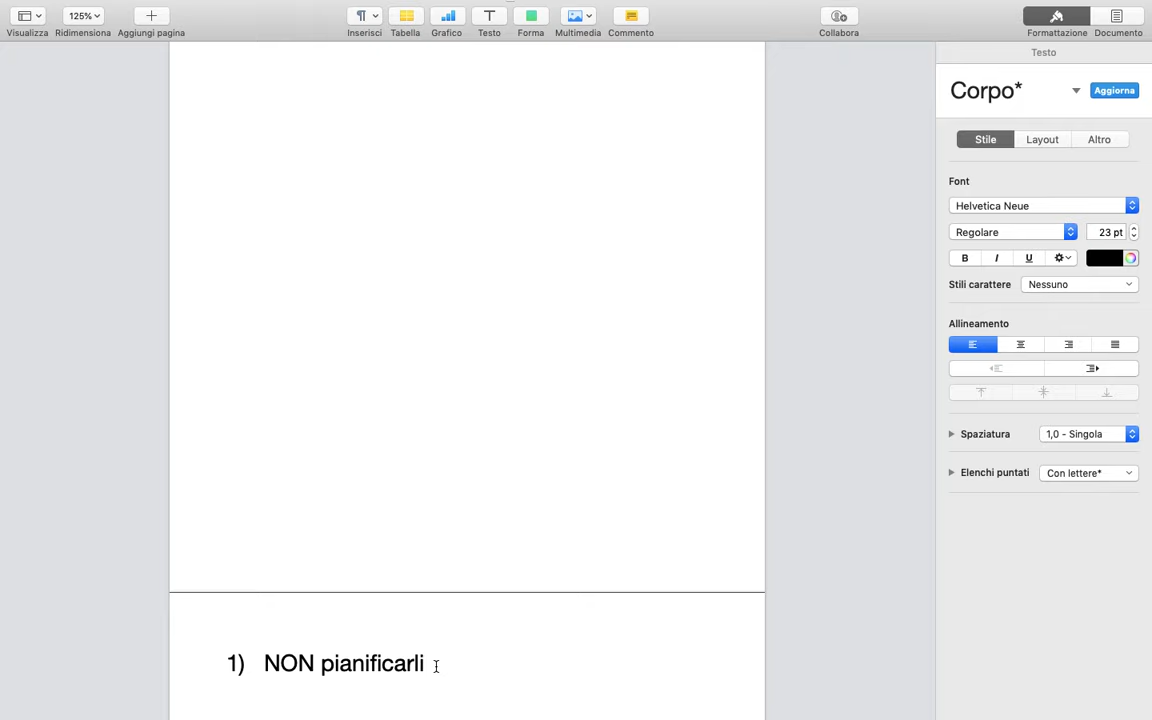 125%
Visualizza Ridimensiona Aggiungi pagina Inserisci Tabella Grafico Testo Forma Multimedia Commento Collabora Formattazione Documento
Testo
Corpo* Aggiorna
Stile Layout Altro
Font
Helvetica Neue
Regolare 23 pt
B I U
Stili carattere Nessuno
Allineamento
Spaziatura 1,0 - Singola
Elenchi puntati Con lettere*
1) NON pianificarli